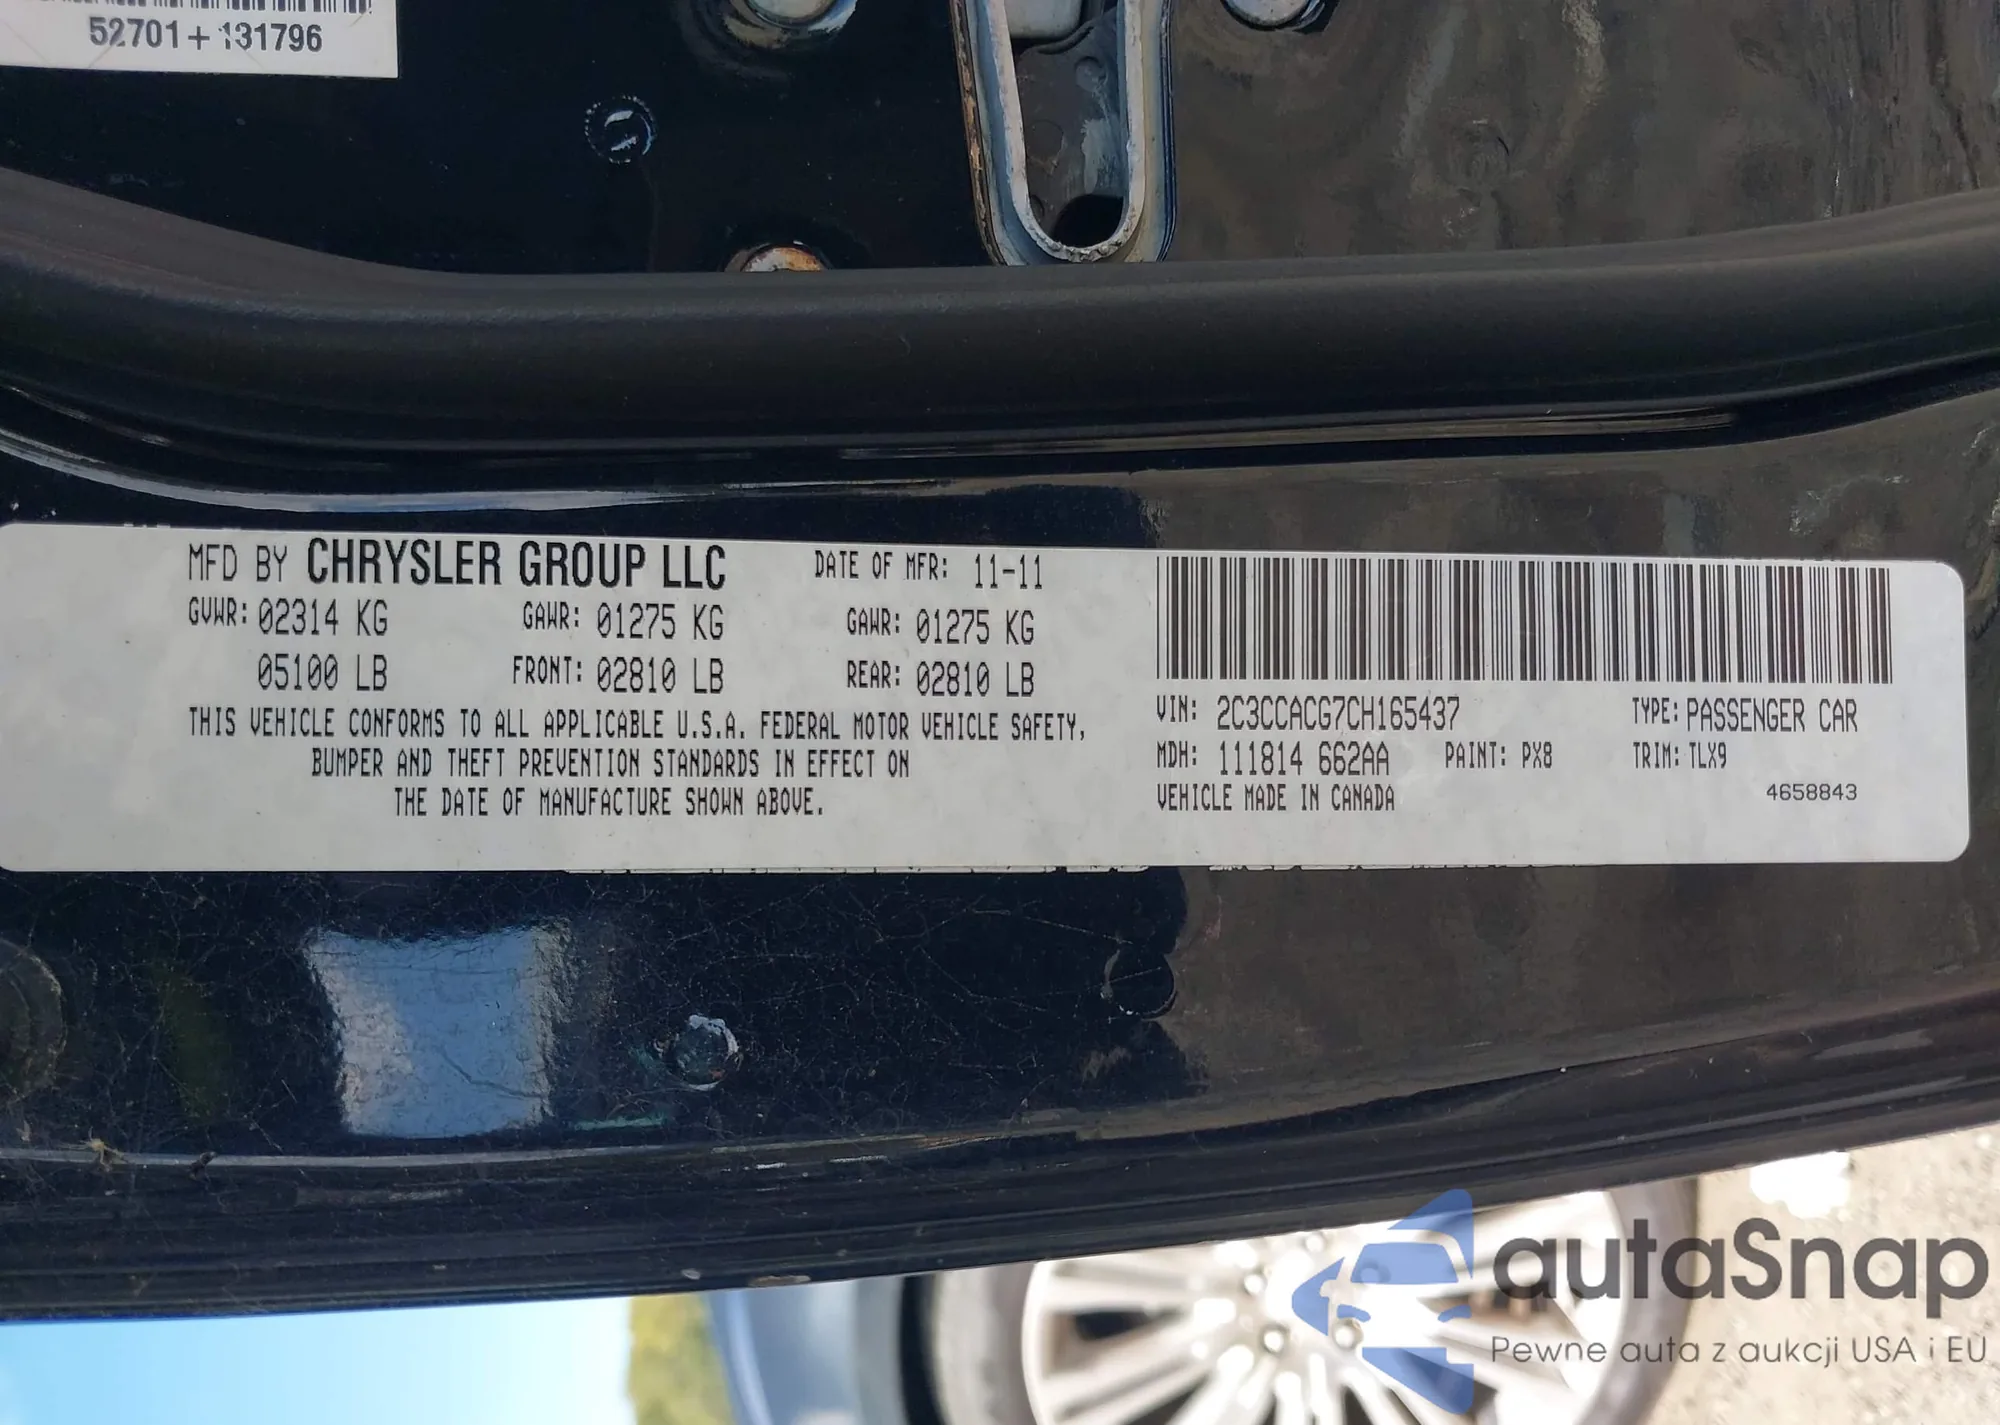 52701+131796
MFD BY CHRYSLER GROUP LLC DATE OF MFR: 11-11
GVWR: 02314 KG GAWR: 01275 KG GAWR: 01275 KG
05100 LB FRONT: 02810 LB REAR: 02810 LB
THIS VEHICLE CONFORMS TO ALL APPLICABLE U.S.A. FEDERAL MOTOR VEHICLE SAFETY,
BUMPER AND THEFT PREVENTION STANDARDS IN EFFECT ON
THE DATE OF MANUFACTURE SHOWN ABOVE.
VIN: 2C3CCACG7CH165437 TYPE: PASSENGER CAR
MDH: 111814 662AA PAINT: PX8 TRIM: TLX9
VEHICLE MADE IN CANADA 4658843
autaSnap
Pewne auta z aukcji USA i EU